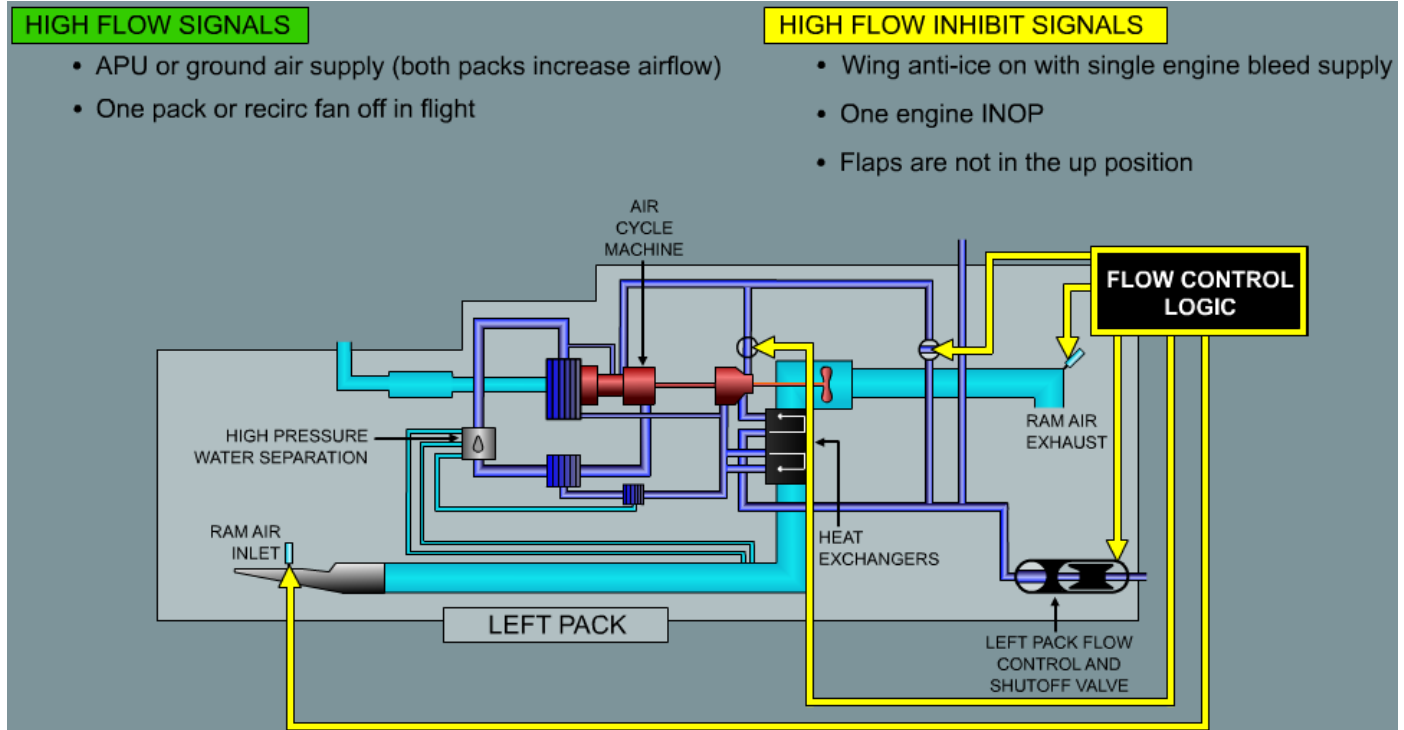 HIGH FLOW SIGNALS
• APU or ground air supply (both packs increase airflow)
• One pack or recirc fan off in flight
HIGH FLOW INHIBIT SIGNALS
• Wing anti-ice on with single engine bleed supply
• One engine INOP
• Flaps are not in the up position
AIR
CYCLE
MACHINE
FLOW CONTROL
LOGIC
HIGH PRESSURE
WATER SEPARATION
RAM AIR
EXHAUST
RAM AIR
INLET
HEAT
EXCHANGERS
LEFT PACK
LEFT PACK FLOW
CONTROL AND
SHUTOFF VALVE